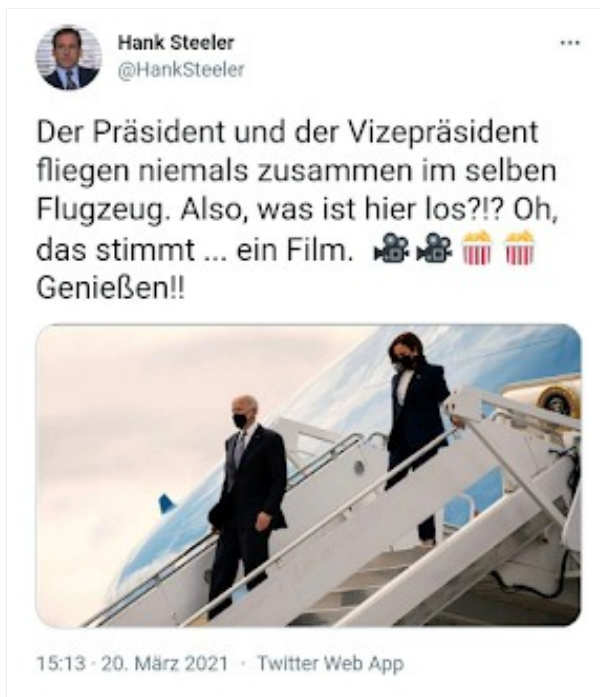 Hank Steeler
@HankSteeler
Der Präsident und der Vizepräsident
fliegen niemals zusammen im selben
Flugzeug. Also, was ist hier los?!? Oh,
das stimmt ... ein Film. 🎥🎥🍿🍿
Genießen!!
15:13 · 20. März 2021 · Twitter Web App